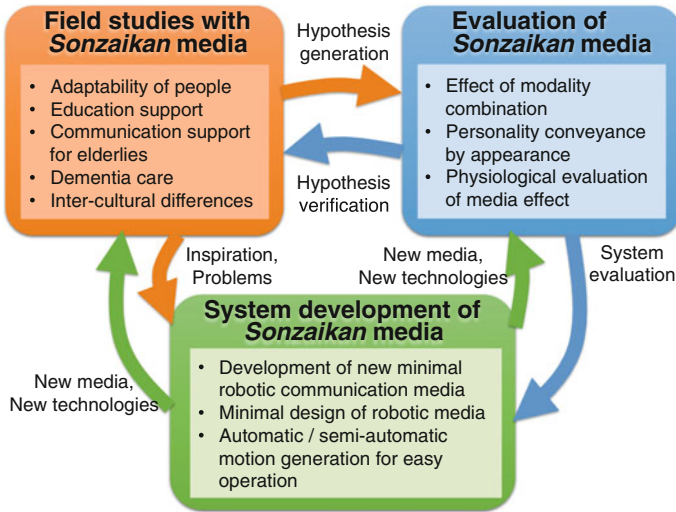 Field studies with
Sonzaikan media
• Adaptability of people
• Education support
• Communication support
for elderlies
• Dementia care
• Inter-cultural differences
Hypothesis
generation
Hypothesis
verification
Evaluation of
Sonzaikan media
• Effect of modality
combination
• Personality conveyance
by appearance
• Physiological evaluation
of media effect
Inspiration,
Problems
New media,
New technologies
System
evaluation
New media,
New technologies
System development of
Sonzaikan media
• Development of new minimal
robotic communication media
• Minimal design of robotic media
• Automatic / semi-automatic
motion generation for easy
operation